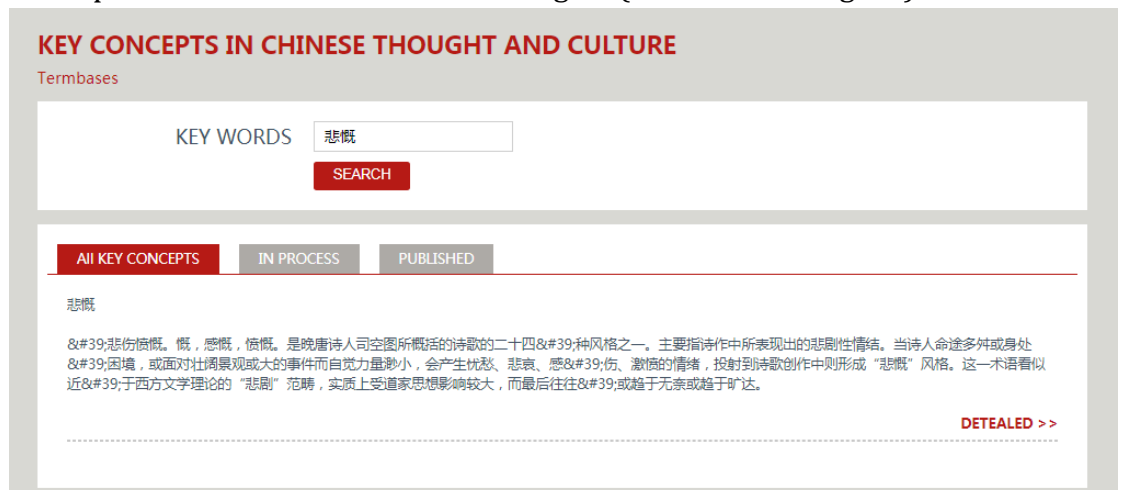 KEY CONCEPTS IN CHINESE THOUGHT AND CULTURE
Termbases
KEY WORDS 悲慨
SEARCH
All KEY CONCEPTS IN PROCESS PUBLISHED
悲慨
&#39;悲伤愤慨。慨，感慨，愤慨。是晚唐诗人司空图所概括的诗歌的二十四&#39;种风格之一。主要指诗作中所表现出的悲剧性情结。当诗人命途多舛或身处
&#39;困境，或面对壮阔景观或大的事件而自觉力量渺小，会产生忧愁、悲哀、感&#39;伤、激愤的情绪，投射到诗歌创作中则形成“悲慨”风格。这一术语看似
近&#39;于西方文学理论的“悲剧”范畴，实质上受道家思想影响较大，而最后往往&#39;或趋于无奈或趋于旷达。
DETEALED >>